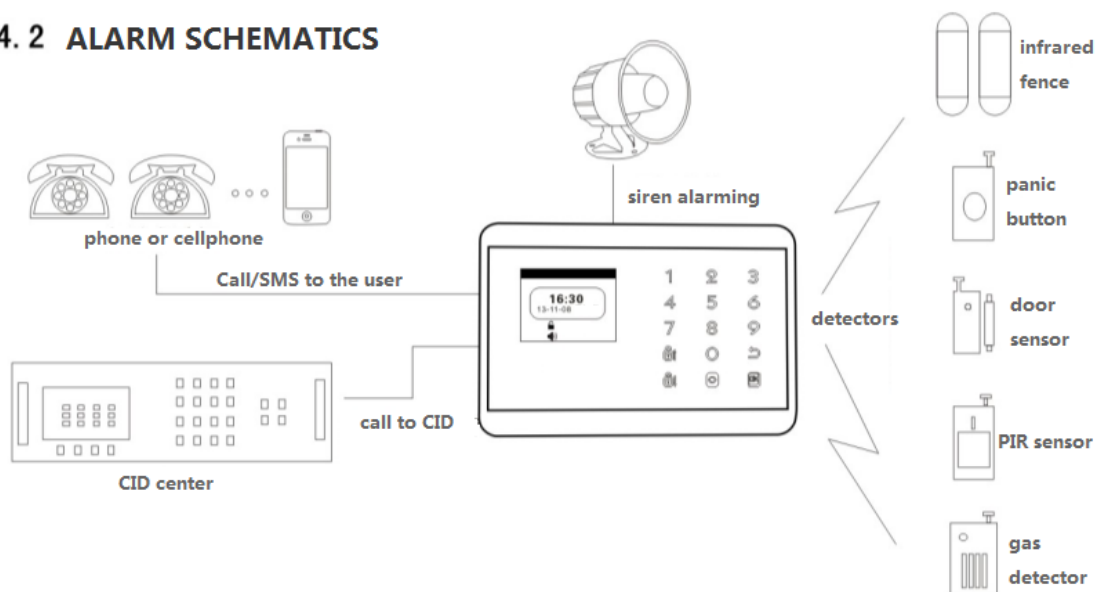 4. 2 ALARM SCHEMATICS
infrared
fence
panic
button
siren alarming
phone or cellphone
Call/SMS to the user
16:30
13-11-08
1 2 3
4 5 6
7 8 9
0
detectors
door
sensor
call to CID
PIR sensor
CID center
gas
detector